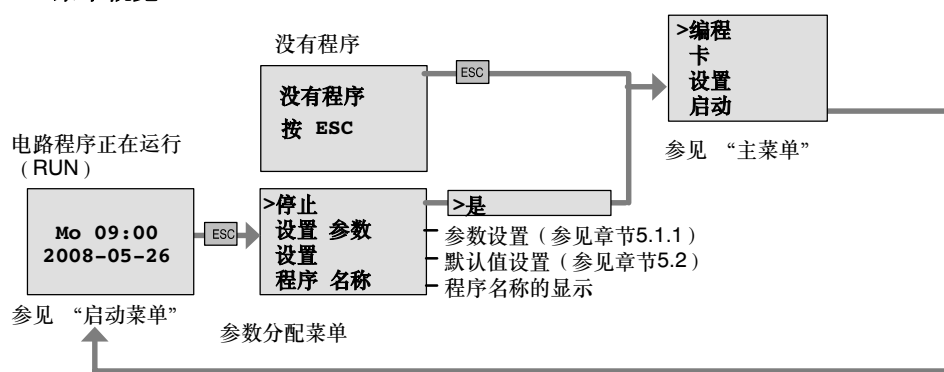 没有程序
没有程序
按 ESC
ESC
>编程
卡
设置
启动
参见 “主菜单”
电路程序正在运行
（RUN）
Mo 09:00
2008-05-26
ESC
>停止
设置 参数
设置
程序 名称
>是
参数设置（参见章节5.1.1）
默认值设置（参见章节5.2）
程序名称的显示
参见 “启动菜单”
参数分配菜单